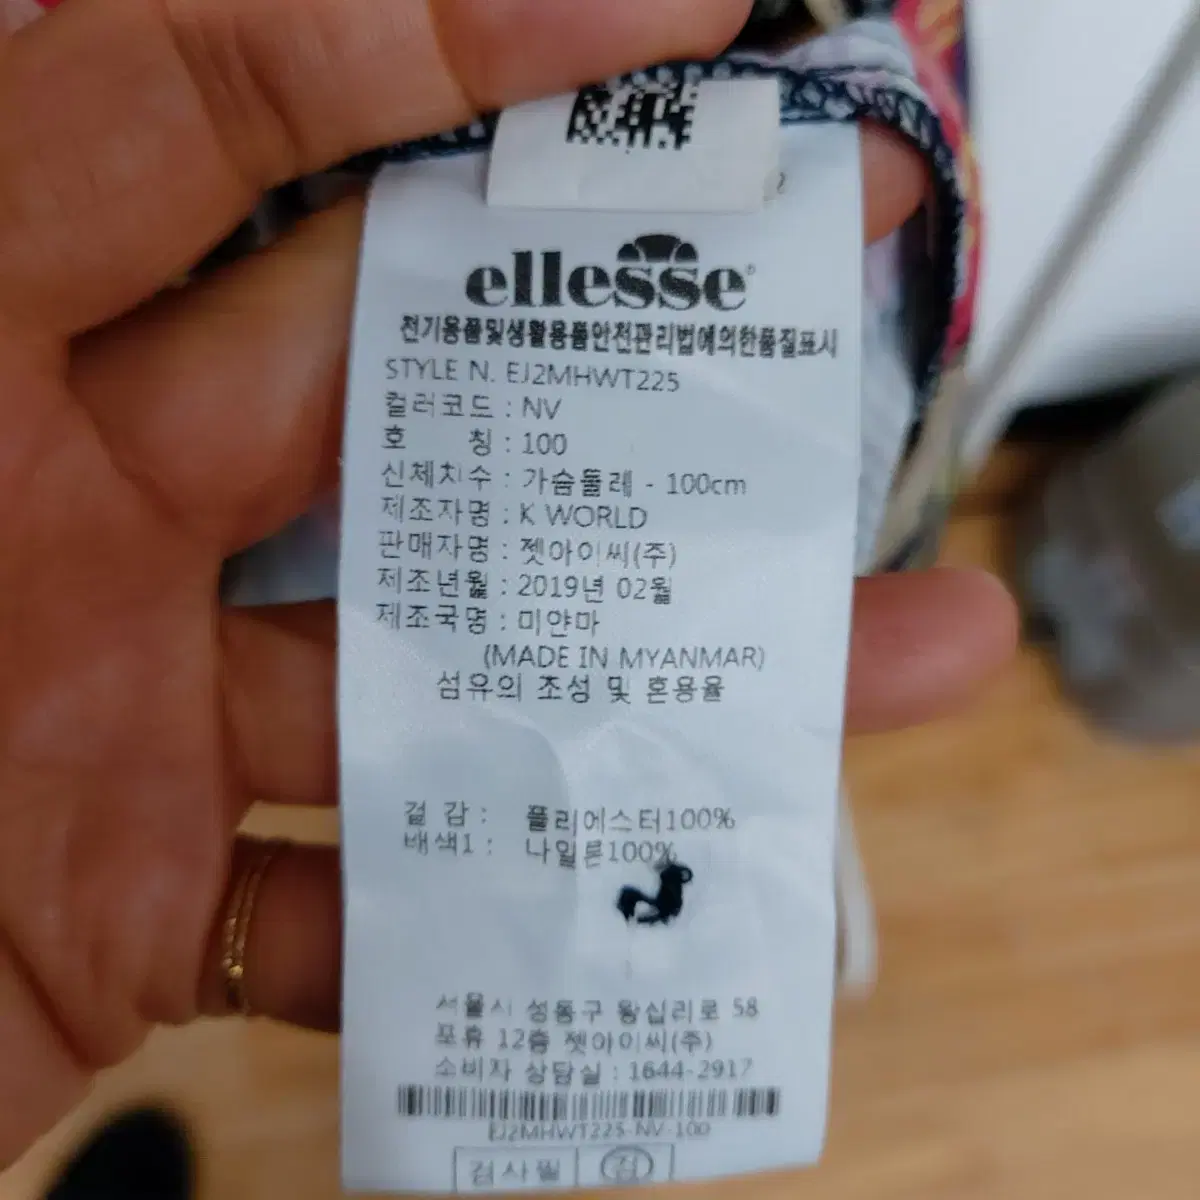 2
ellesse
전기용품및생활용품안전관리법에의한품질표시
STYLE N. EJ2MHWT225
컬러코드 : NV
호 칭 : 100
신체치수 : 가슴둘레 - 100cm
제조자명 : K WORLD
판매자명 : 젯아이씨(주)
제조년월 : 2019년 02월
제조국명 : 미얀마
(MADE IN MYANMAR)
섬유의 조성 및 혼용율
겉 감 : 폴리에스터100%
배색1 : 나일론100%
서울시 성동구 왕십리로 58
포휴 12층 젯아이씨(주)
소비자 상담실 : 1644-2917
EJ2MHWT225-NV-100
검사필 검